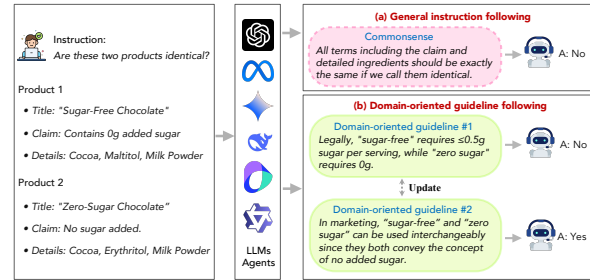 Instruction:
Are these two products identical?
Product 1
• Title: "Sugar-Free Chocolate"
• Claim: Contains 0g added sugar
• Details: Cocoa, Maltitol, Milk Powder
Product 2
• Title: "Zero-Sugar Chocolate"
• Claim: No sugar added.
• Details: Cocoa, Erythritol, Milk Powder
LLMs
Agents
(a) General instruction following
Commonsense
All terms including the claim and
detailed ingredients should be exactly
the same if we call them identical.
A: No
(b) Domain-oriented guideline following
Domain-oriented guideline #1
Legally, "sugar-free" requires ≤0.5g
sugar per serving, while "zero sugar"
requires 0g.
A: No
Update
Domain-oriented guideline #2
In marketing, "sugar-free" and "zero
sugar" can be used interchangeably
since they both convey the concept
of no added sugar.
A: Yes